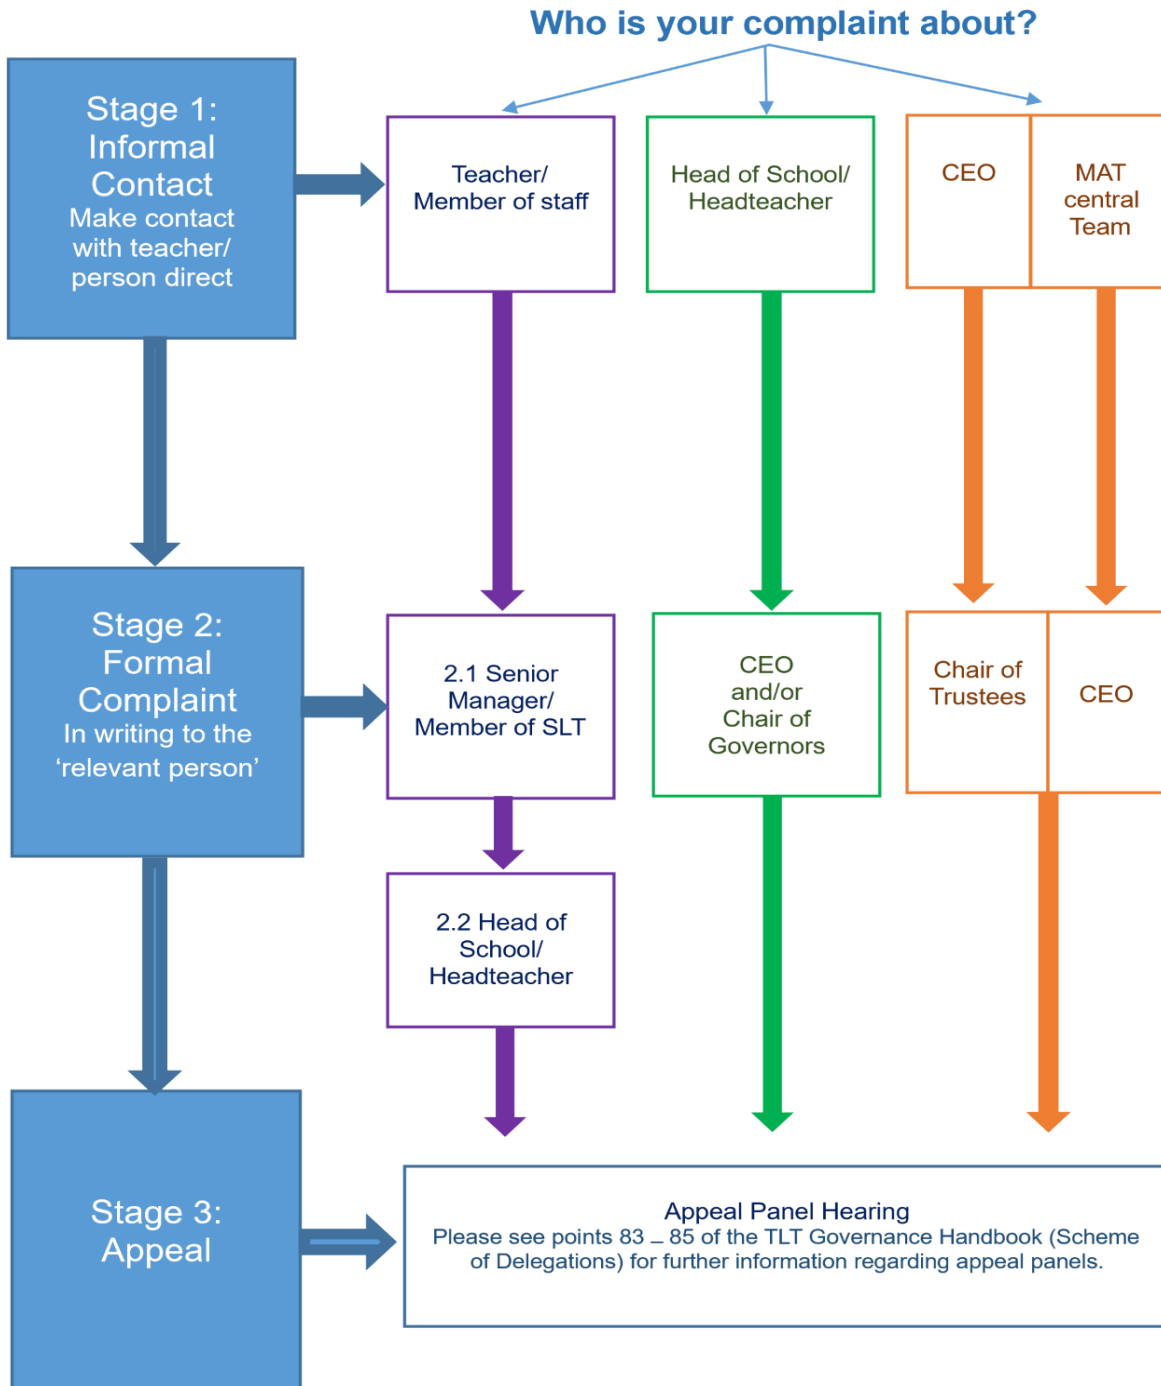 Who is your complaint about?
Stage 1:
Informal
Contact
Make contact
with teacher/
person direct
Teacher/
Member of staff
Head of School/
Headteacher
CEO
MAT
central
Team
Stage 2:
Formal
Complaint
In writing to the
‘relevant person’
2.1 Senior
Manager/
Member of SLT
CEO
and/or
Chair of
Governors
Chair of
Trustees
CEO
2.2 Head of
School/
Headteacher
Stage 3:
Appeal
Appeal Panel Hearing
Please see points 83 – 85 of the TLT Governance Handbook (Scheme
of Delegations) for further information regarding appeal panels.